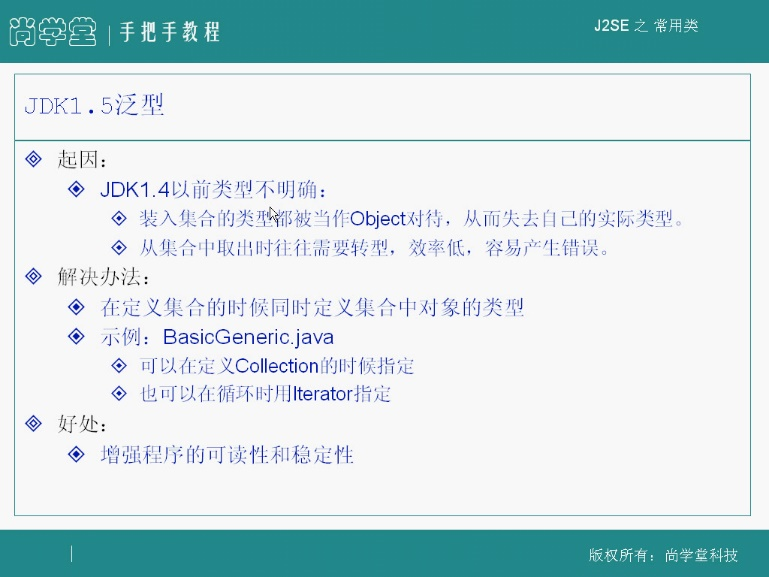 尚学堂 手把手教程
J2SE 之 常用类
JDK1.5泛型
起因：
JDK1.4以前类型不明确：
装入集合的类型都被当作Object对待，从而失去自己的实际类型。
从集合中取出时往往需要转型，效率低，容易产生错误。
解决办法：
在定义集合的时候同时定义集合中对象的类型
示例：BasicGeneric.java
可以在定义Collection的时候指定
也可以在循环时用Iterator指定
好处：
增强程序的可读性和稳定性
版权所有：尚学堂科技